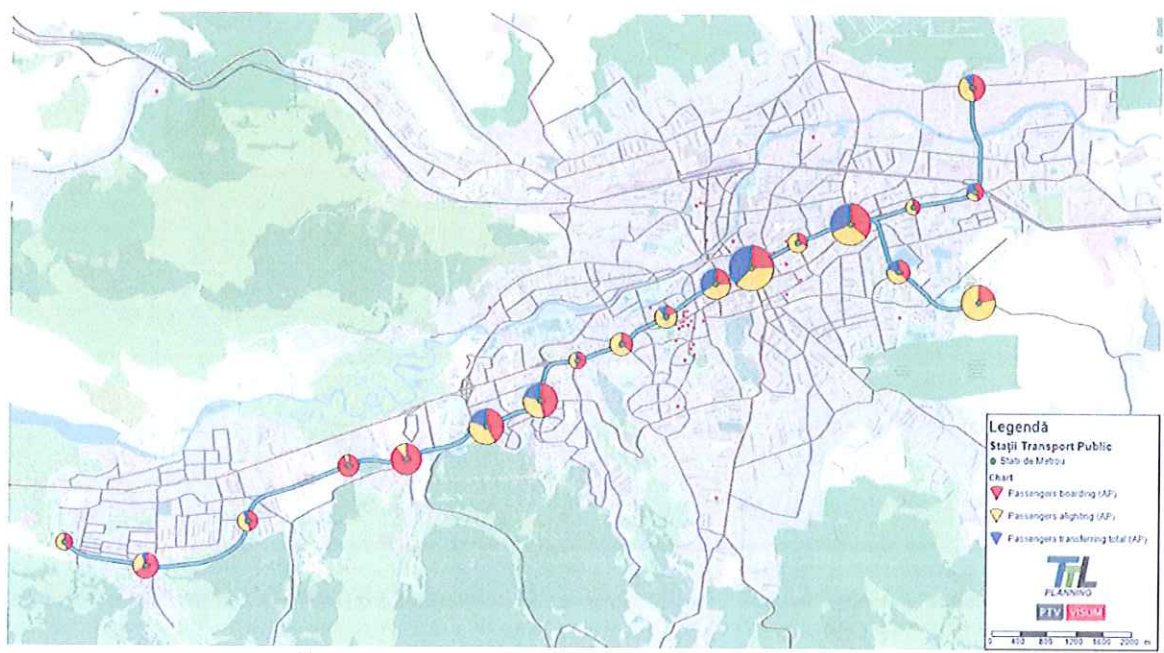 Legendă
Stații Transport Public
Stații de Metrou
Chart
Passengers boarding (AP)
Passengers alighting (AP)
Passengers transferring total (AP)
TTL
PLANNING
PTV VISUM
0 400 800 1200 1600 2000 m